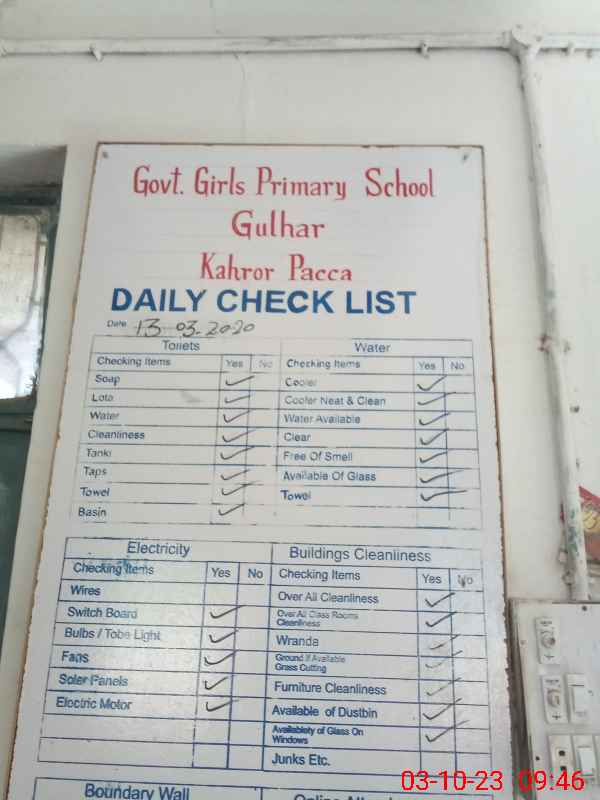 Govt. Girls Primary School
Gulhar
Kahror Pacca
DAILY CHECK LIST
Date 13-03-2020
Toilets
Checking Items Yes No
Soap ✓
Lota ✓
Water ✓
Cleanliness ✓
Tanki ✓
Taps ✓
Towel ✓
Basin ✓
Water
Checking Items Yes No
Cooler ✓
Cooler Neat & Clean ✓
Water Available ✓
Clear ✓
Free Of Smell ✓
Available Of Glass ✓
Towel ✓
Electricity
Checking Items Yes No
Wires
Switch Board ✓
Bulbs / Tobe Light ✓
Fans ✓
Solar Panels ✓
Electric Motor ✓
Buildings Cleanliness
Checking Items Yes No
Over All Cleanliness ✓
Over All Class Rooms
Cleanliness ✓
Wranda ✓
Ground If Available
Grass Cutting ✓
Furniture Cleanliness ✓
Available of Dustbin ✓
Availablety of Glass On
Windows ✓
Junks Etc.
Boundary Wall
Online
03-10-23 09:46